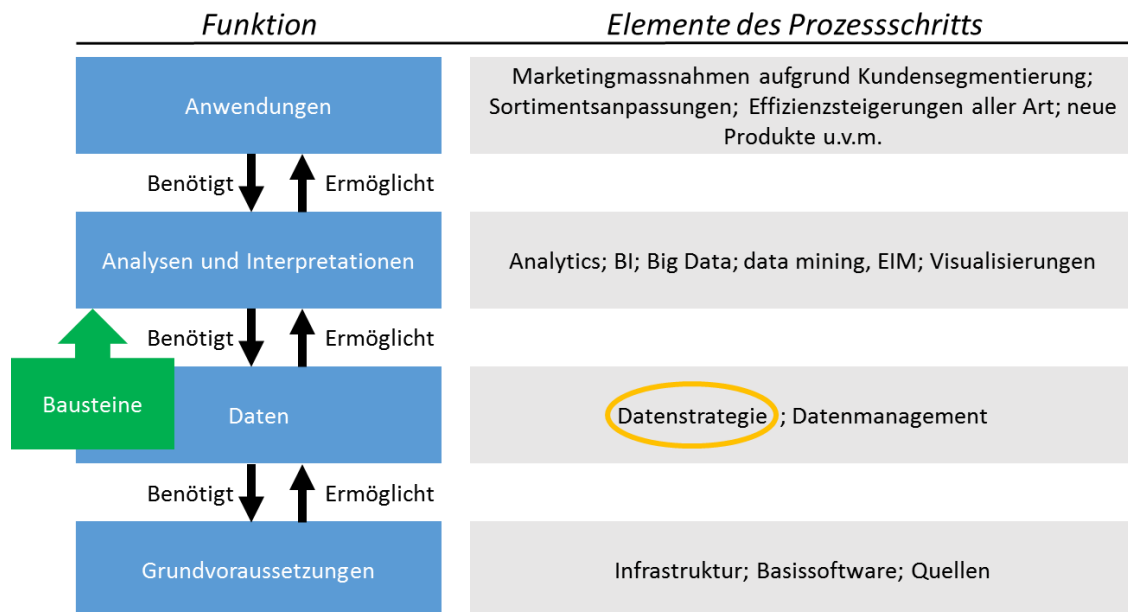 Funktion
Elemente des Prozessschritts
Anwendungen
Marketingmassnahmen aufgrund Kundensegmentierung;
Sortimentsanpassungen; Effizienzsteigerungen aller Art; neue
Produkte u.v.m.
Benötigt
Ermöglicht
Analysen und Interpretationen
Analytics; BI; Big Data; data mining, EIM; Visualisierungen
Benötigt
Ermöglicht
Bausteine
Daten
Datenstrategie ; Datenmanagement
Benötigt
Ermöglicht
Grundvoraussetzungen
Infrastruktur; Basissoftware; Quellen